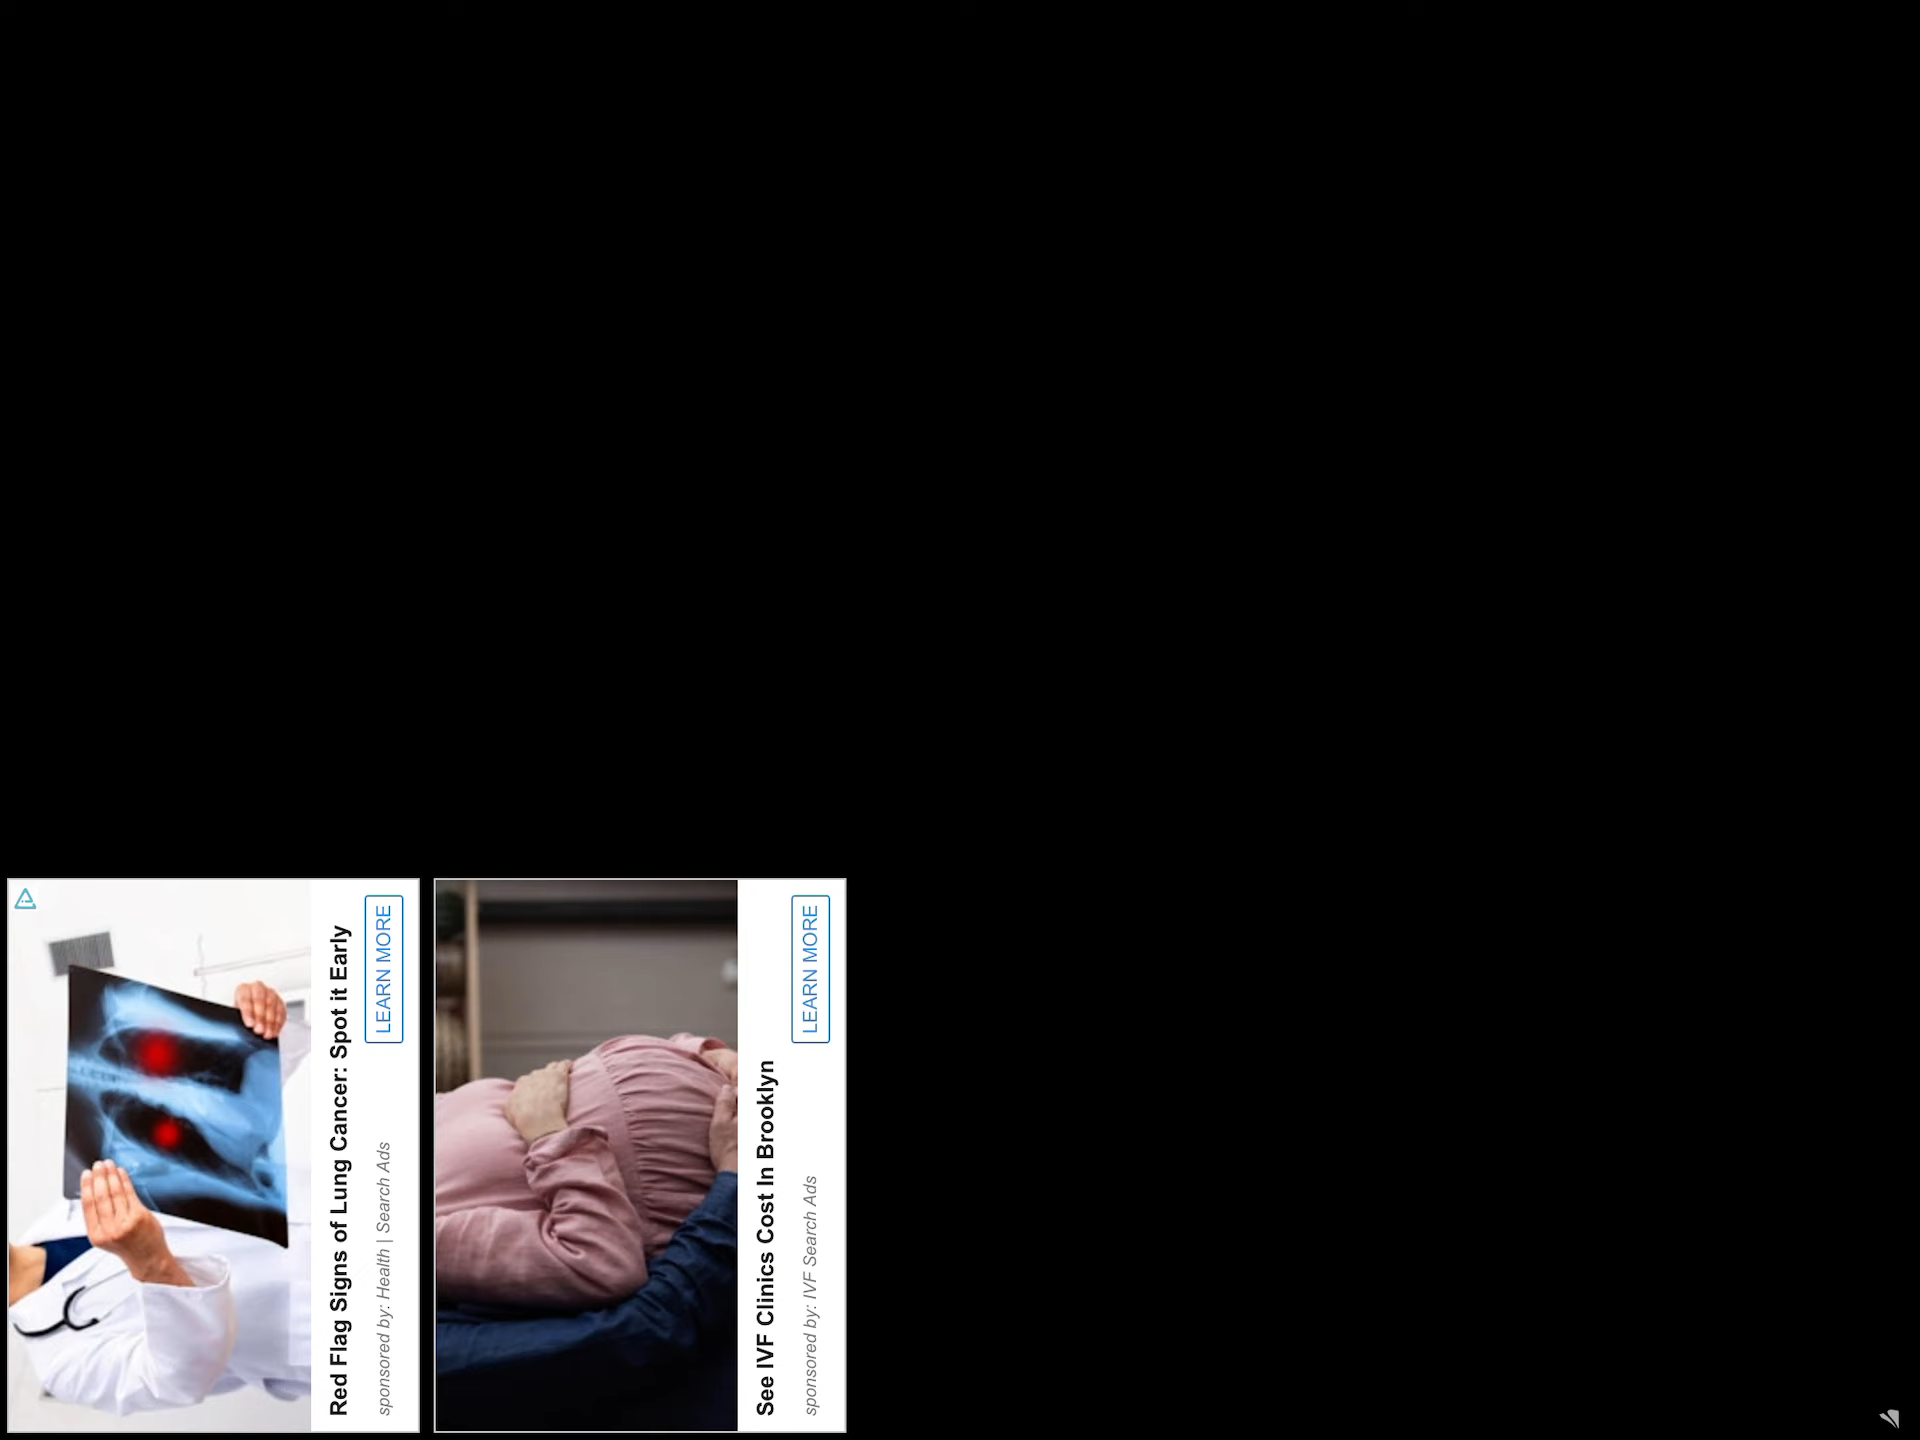 Red Flag Signs of Lung Cancer: Spot it Early
sponsored by: Health | Search Ads
LEARN MORE
See IVF Clinics Cost In Brooklyn
sponsored by: IVF Search Ads
LEARN MORE